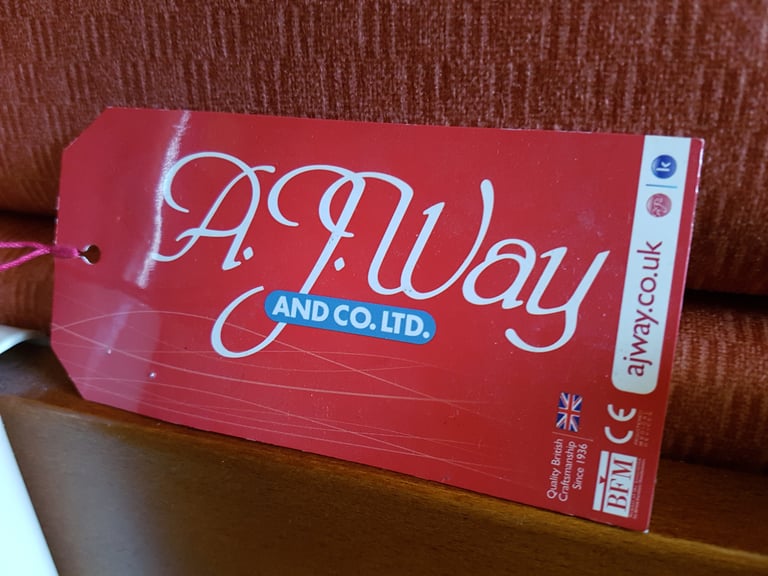 A.J.Way
AND CO. LTD.
ajway.co.uk
k
Quality British
Craftsmanship
Since 1936
CE
BFM